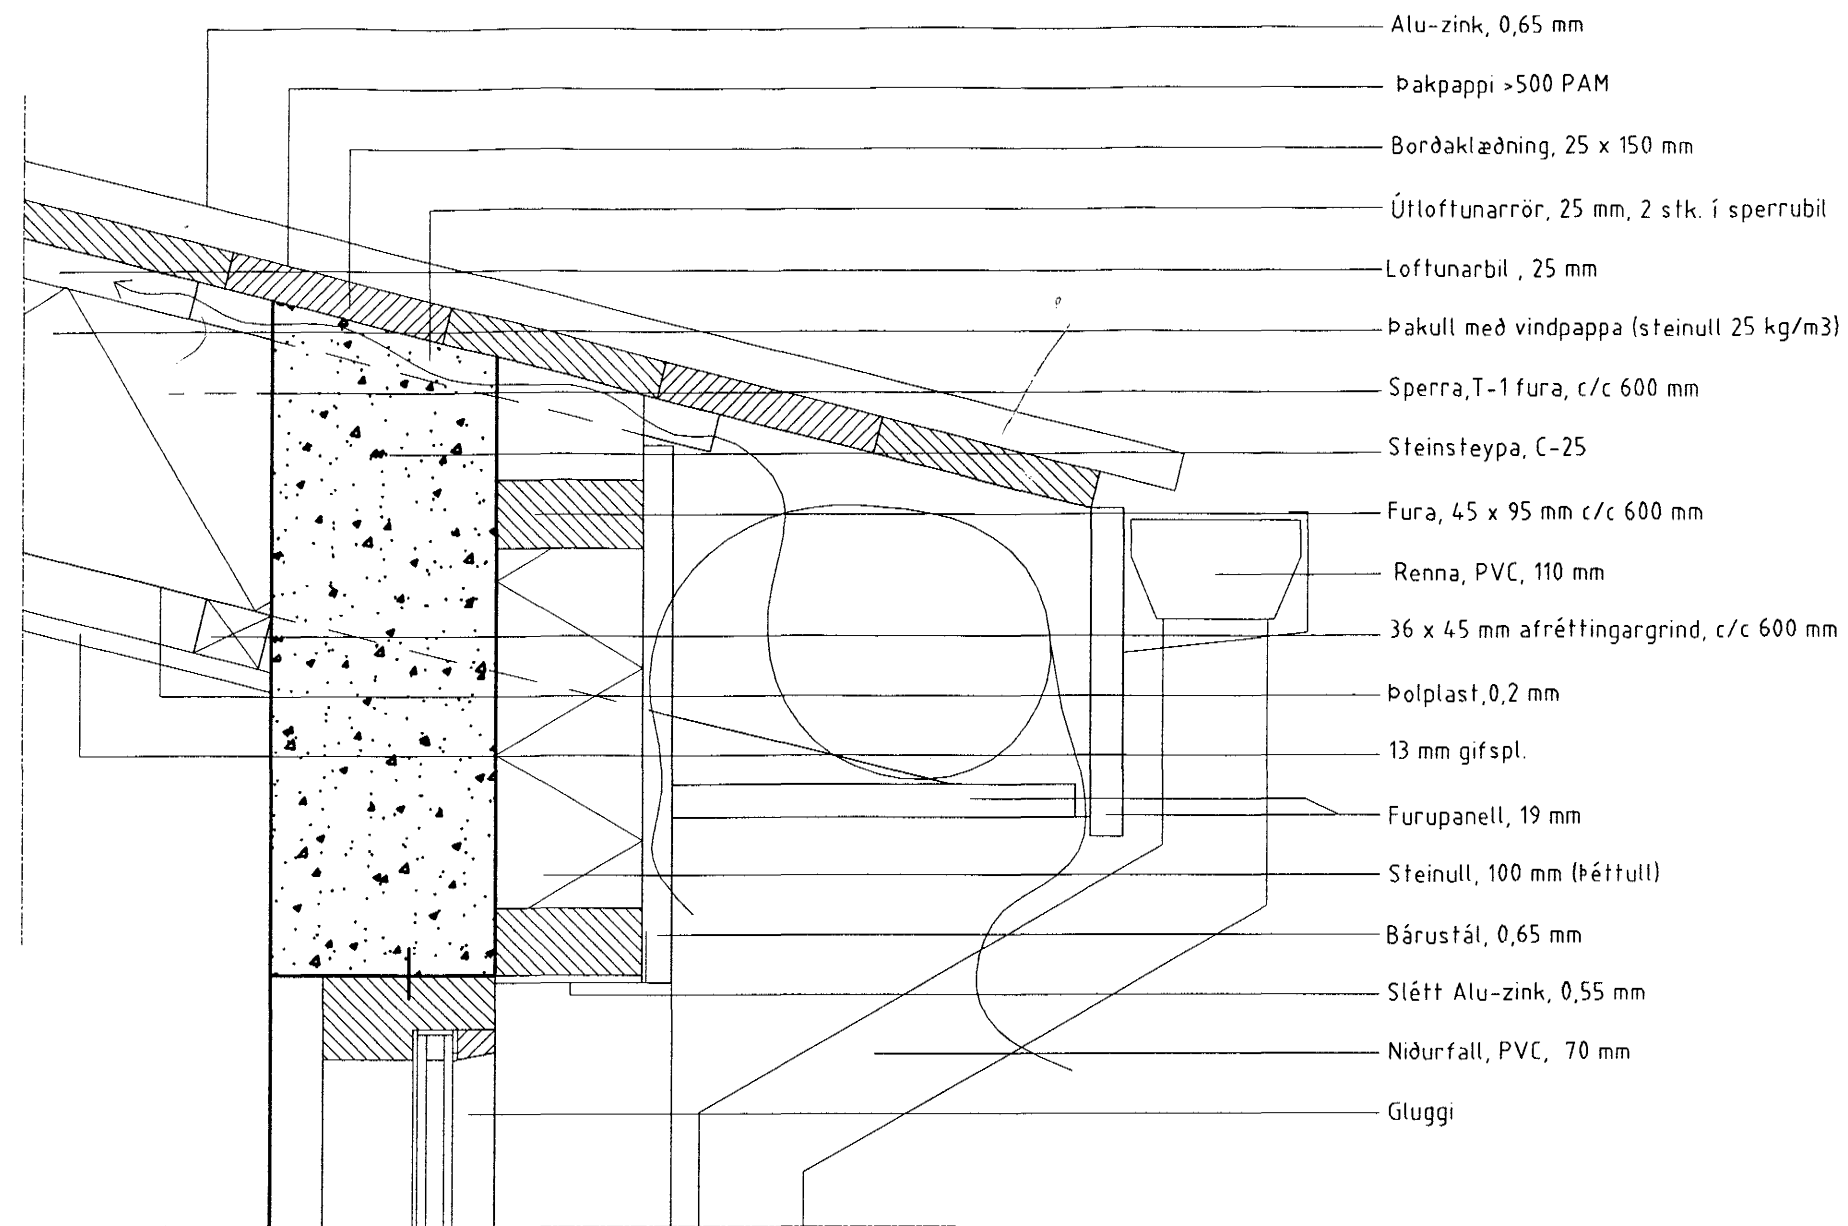 Alu-zink, 0,65 mm
Þakpappi >500 PAM
Borðaklæðning, 25 x 150 mm
Útloftunarrör, 25 mm, 2 stk. í sperrubil
Loftunarbil , 25 mm
Þakull með vindpappa (steinull 25 kg/m3)
Sperra,T-1 fura, c/c 600 mm
Steinsteypa, C-25
Fura, 45 x 95 mm c/c 600 mm
Renna, PVC, 110 mm
36 x 45 mm afréttingargrind, c/c 600 mm
Þolplast,0,2 mm
13 mm gifspl.
Furupanell, 19 mm
Steinull, 100 mm (Þéttull)
Bárustál, 0,65 mm
Slétt Alu-zink, 0,55 mm
Niðurfall, PVC, 70 mm
Gluggi